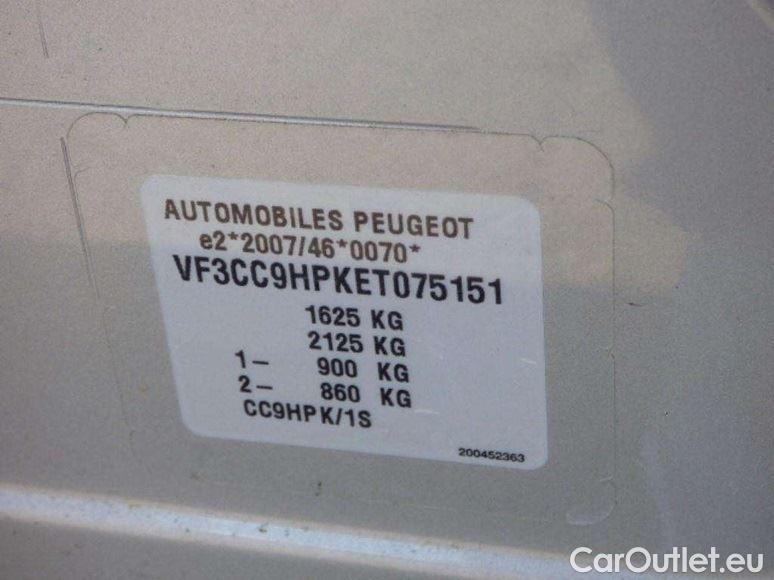 AUTOMOBILES PEUGEOT
e2*2007/46*0070*
VF3CC9HPKET075151
1625 KG
2125 KG
1- 900 KG
2- 860 KG
CC9HPK/1S
200452363
CarOutlet.eu